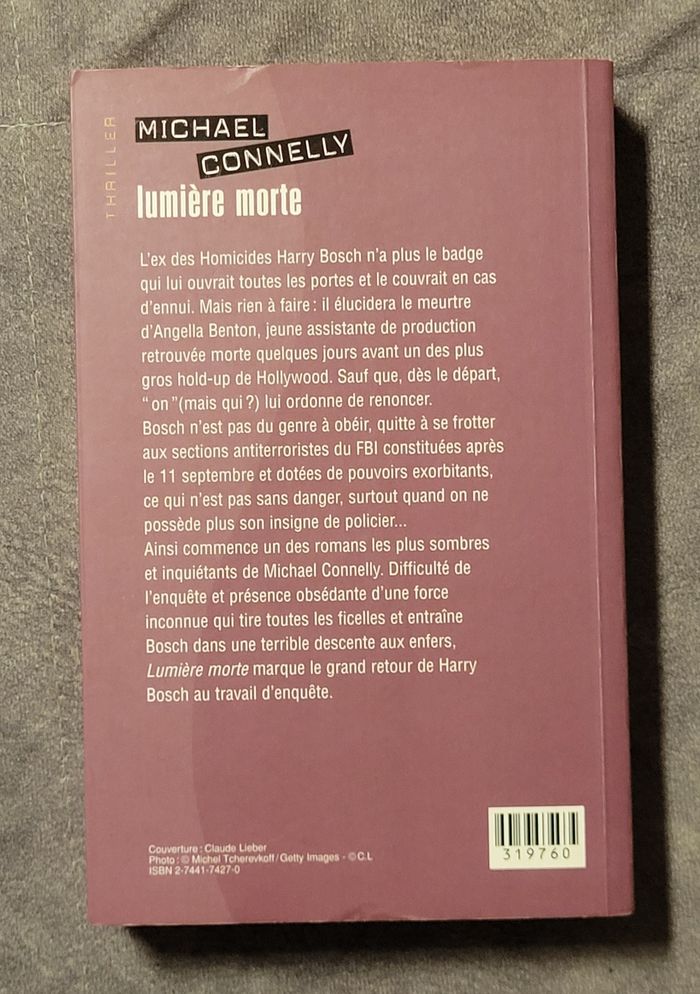 THRILLER
MICHAEL
CONNELLY
lumière morte
L'ex des Homicides Harry Bosch n'a plus le badge
qui lui ouvrait toutes les portes et le couvrait en cas
d'ennui. Mais rien à faire : il élucidera le meurtre
d'Angella Benton, jeune assistante de production
retrouvée morte quelques jours avant un des plus
gros hold-up de Hollywood. Sauf que, dès le départ,
“ on ”(mais qui ?) lui ordonne de renoncer.
Bosch n'est pas du genre à obéir, quitte à se frotter
aux sections antiterroristes du FBI constituées après
le 11 septembre et dotées de pouvoirs exorbitants,
ce qui n'est pas sans danger, surtout quand on ne
possède plus son insigne de policier...
Ainsi commence un des romans les plus sombres
et inquiétants de Michael Connelly. Difficulté de
l'enquête et présence obsédante d'une force
inconnue qui tire toutes les ficelles et entraîne
Bosch dans une terrible descente aux enfers,
Lumière morte marque le grand retour de Harry
Bosch au travail d'enquête.
Couverture : Claude Lieber
Photo : © Michel Tcherevkoff / Getty Images - © C.L
ISBN 2-7441-7427-0
319760